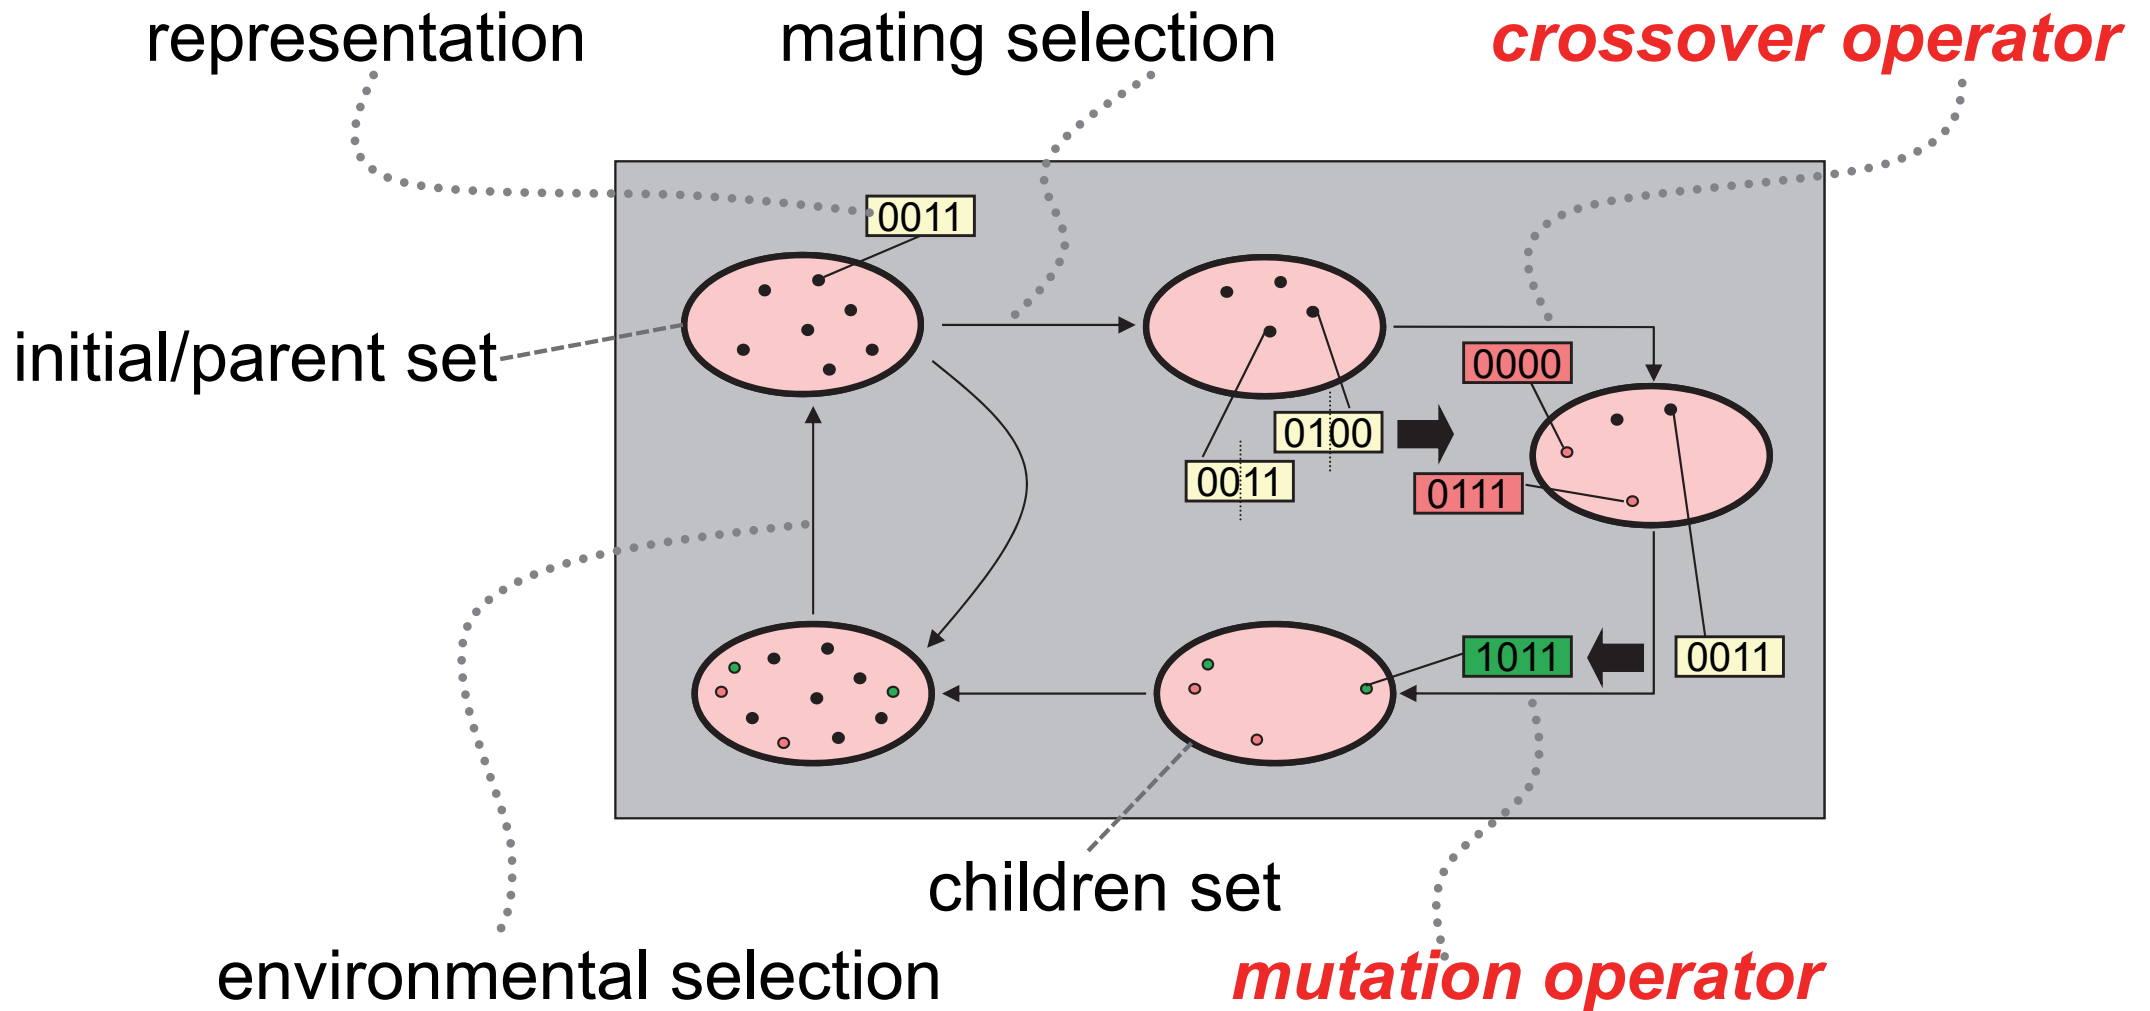 representation
mating selection
crossover operator
0011
initial/parent set
0000
0100
0011
0111
1011
0011
children set
environmental selection
mutation operator